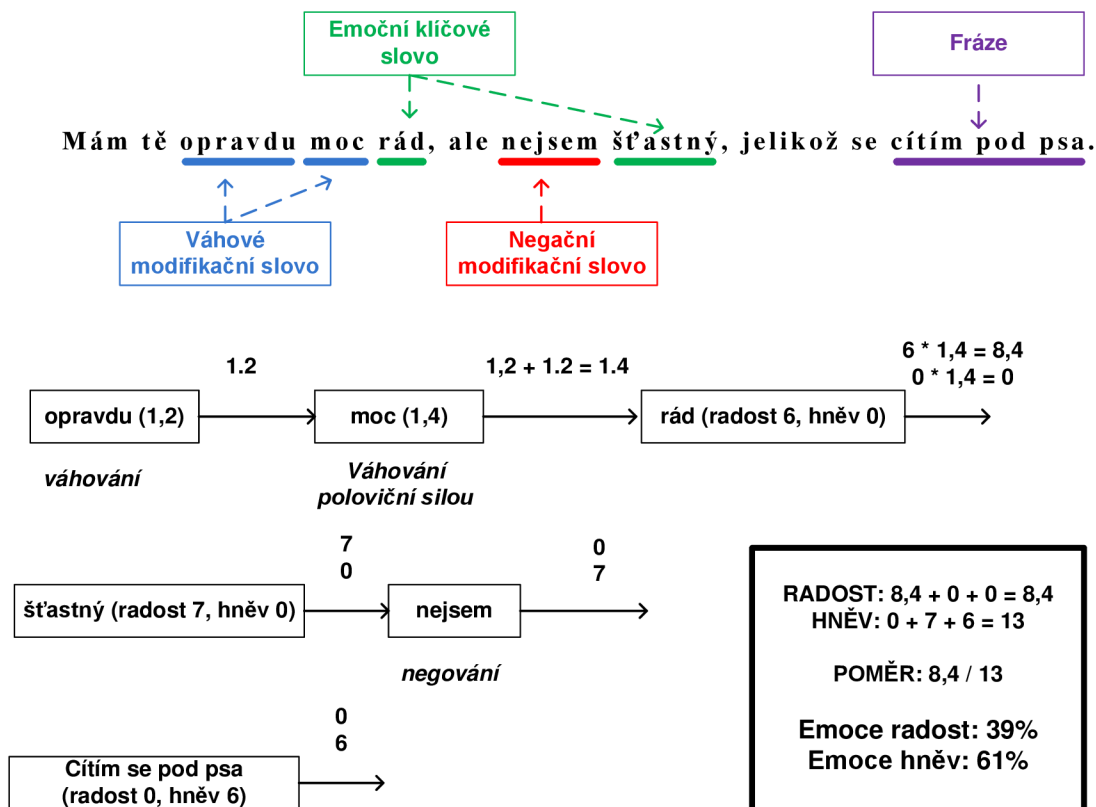 Emoční klíčové
slovo
Fráze
Mám tě opravdu moc rád, ale nejsem šťastný, jelikož se cítím pod psa.
Váhové
modifikační slovo
Negační
modifikační slovo
1.2
1,2 + 1.2 = 1.4
6 * 1,4 = 8,4
0 * 1,4 = 0
opravdu (1,2)
moc (1,4)
rád (radost 6, hněv 0)
váhování
Váhování
poloviční silou
7
0
0
7
šťastný (radost 7, hněv 0)
nejsem
negování
0
6
Cítím se pod psa
(radost 0, hněv 6)
RADOST: 8,4 + 0 + 0 = 8,4
HNĚV: 0 + 7 + 6 = 13
POMĚR: 8,4 / 13
Emoce radost: 39%
Emoce hněv: 61%